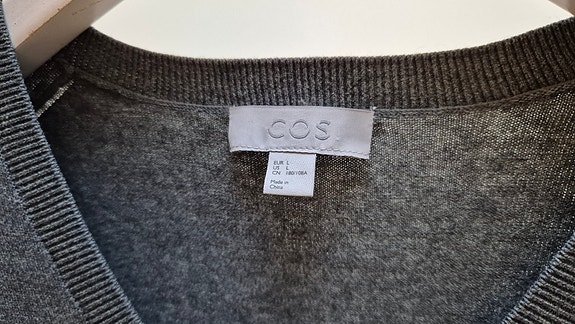 COS
EUR L
US L
CN 180/108A
Made in
China